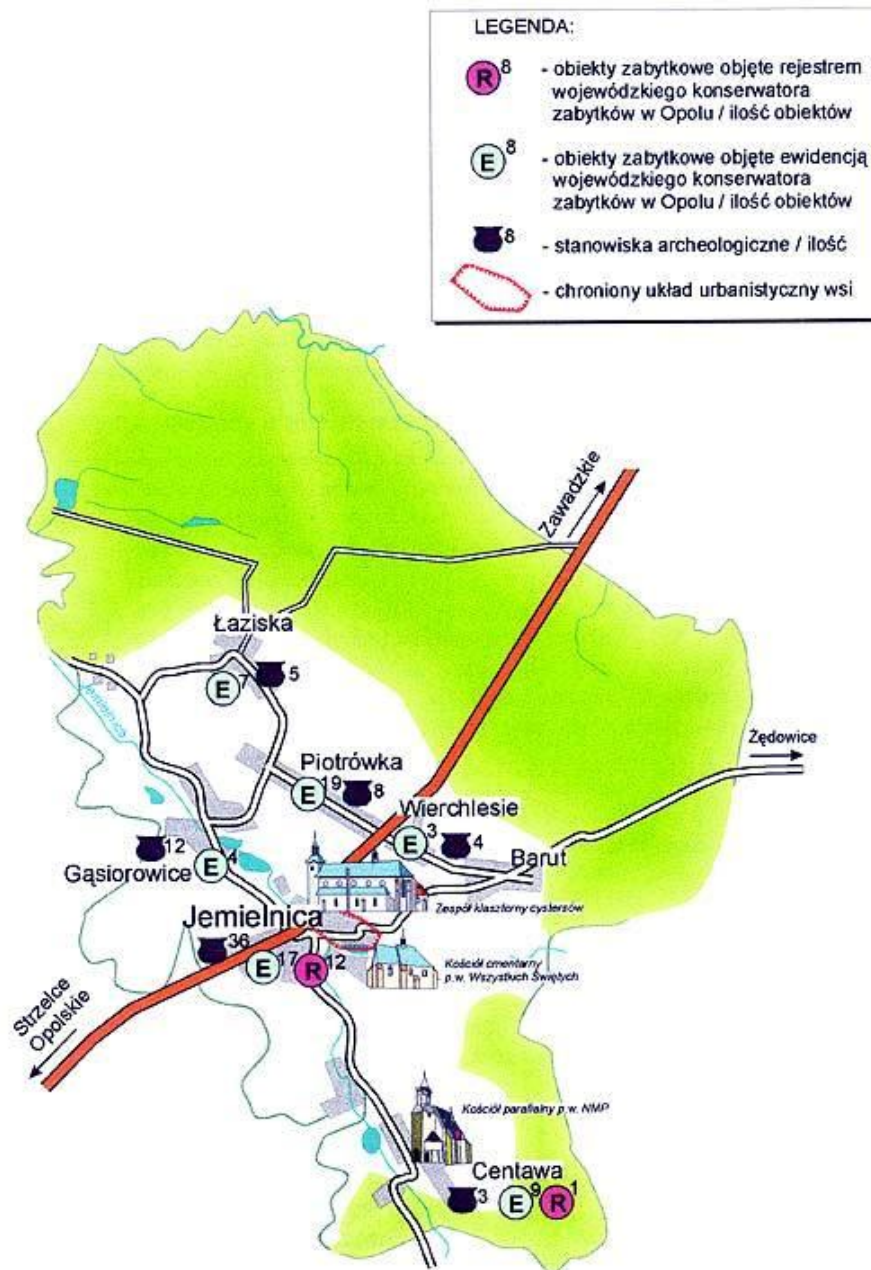 LEGENDA:
R 8 - obiekty zabytkowe objęte rejestrem
wojewódzkiego konserwatora
zabytków w Opolu / ilość obiektów
E 8 - obiekty zabytkowe objęte ewidencją
wojewódzkiego konserwatora
zabytków w Opolu / ilość obiektów
8 - stanowiska archeologiczne / ilość
- chroniony układ urbanistyczny wsi
Zawadzkie
Łaziska
E 7
5
Jemielnica
Żędowice
Piotrówka
E 19
8
Wierchlesie
E 3
4
Barut
12
Gąsiorowice
E 4
Zespół klasztorny cystersów
Jemielnica
36
E 17
R 12
Kościół cmentarny
p.w. Wszystkich Świętych
Strzelce
Opolskie
Kościół parafialny p.w. NMP
Centawa
3
E 9
R 1